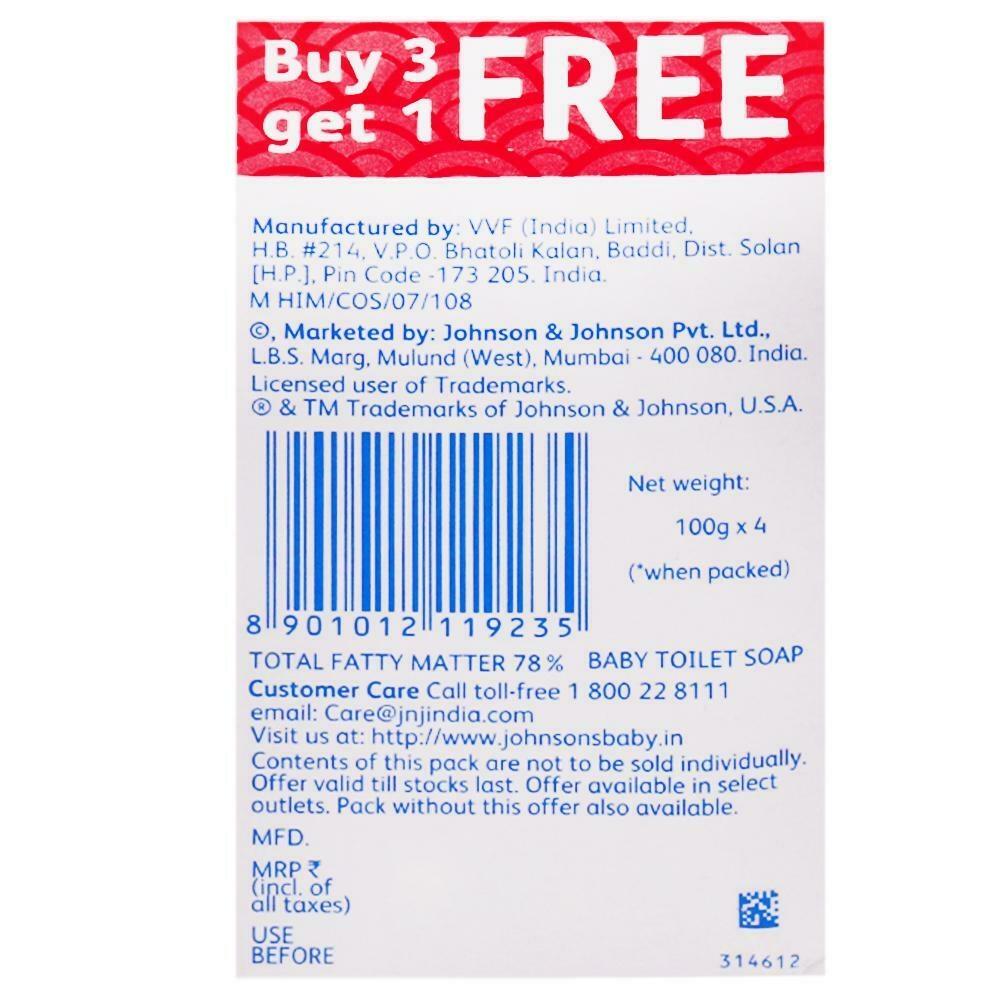 Buy 3
get 1 FREE
Manufactured by: VVF (India) Limited,
H.B. #214, V.P.O. Bhatoli Kalan, Baddi, Dist. Solan
[H.P.], Pin Code -173 205. India.
M HIM/COS/07/108
©, Marketed by: Johnson & Johnson Pvt. Ltd.,
L.B.S. Marg, Mulund (West), Mumbai - 400 080. India.
Licensed user of Trademarks.
® & TM Trademarks of Johnson & Johnson, U.S.A.
Net weight:
100g x 4
(*when packed)
8 901012 119235
TOTAL FATTY MATTER 78% BABY TOILET SOAP
Customer Care Call toll-free 1 800 22 8111
email: Care@jnjindia.com
Visit us at: http://www.johnsonsbaby.in
Contents of this pack are not to be sold individually.
Offer valid till stocks last. Offer available in select
outlets. Pack without this offer also available.
MFD.
MRP ₹
(incl. of
all taxes)
USE
BEFORE
314612